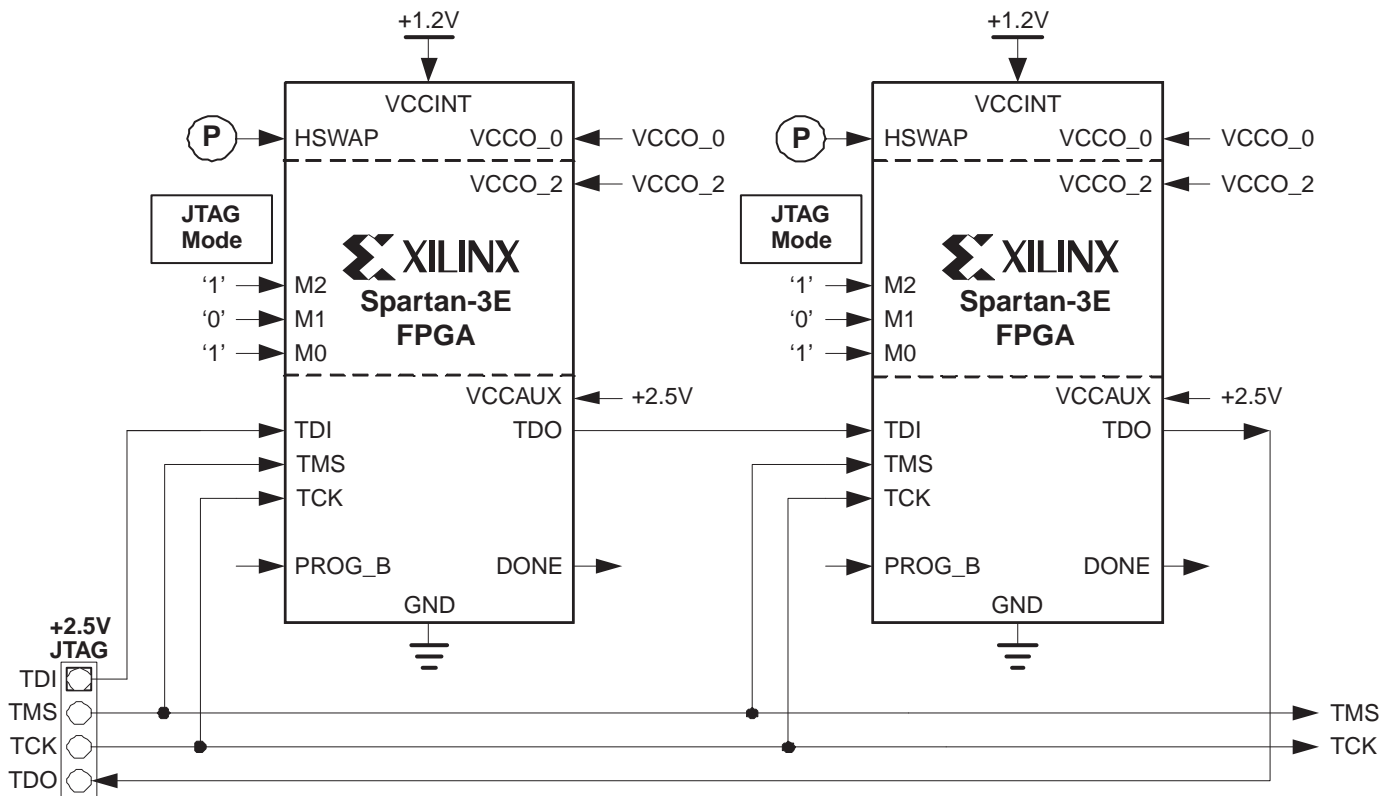 +1.2V
+1.2V
VCCINT
VCCINT
P
HSWAP
VCCO_0
VCCO_0
P
HSWAP
VCCO_0
VCCO_0
VCCO_2
VCCO_2
VCCO_2
VCCO_2
JTAG
Mode
JTAG
Mode
XILINX
XILINX
‘1’
M2
Spartan-3E
‘1’
M2
Spartan-3E
‘0’
M1
FPGA
‘0’
M1
FPGA
‘1’
M0
‘1’
M0
VCCAUX
+2.5V
VCCAUX
+2.5V
TDI
TDO
TDI
TDO
TMS
TMS
TCK
TCK
PROG_B
DONE
PROG_B
DONE
GND
GND
+2.5V
JTAG
TDI
TMS
TMS
TCK
TCK
TDO